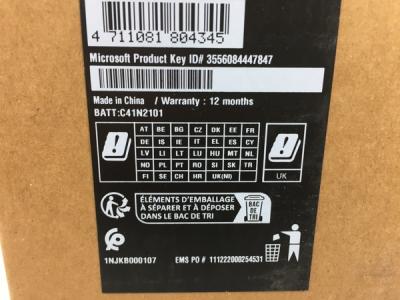 4 711081 804345
Microsoft Product Key ID# 3556084447847
Made in China / Warranty : 12 months
BATT:C41N2101
AT BE BG CZ DK EE FR
DE IS IE IT EL ES CY
LV LI LT LU HU MT NL
NO PL PT RO SI SK TR
FI SE CH HR UK(NI)
UK
ÉLÉMENTS D'EMBALLAGE
À SÉPARER ET À DÉPOSER
DANS LE BAC DE TRI
BAC
DE
TRI
1NJKB000107
EMS PO # 111222000254531